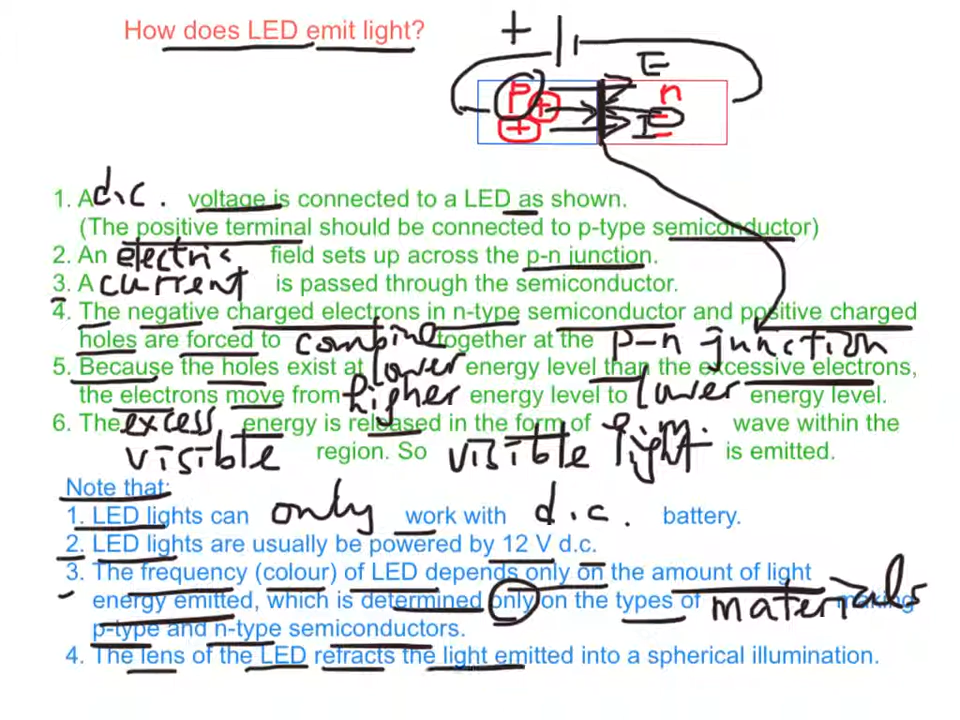 How does LED emit light?
+
E
P
n
+
+
I
1. A d.c. voltage is connected to a LED as shown.
(The positive terminal should be connected to p-type semiconductor)
2. An electric field sets up across the p-n junction.
3. A current is passed through the semiconductor.
4. The negative charged electrons in n-type semiconductor and positive charged
holes are forced to combine together at the p-n junction
5. Because the holes exist at lower energy level than the excessive electrons,
the electrons move from higher energy level to lower energy level.
6. The excess energy is released in the form of e.m. wave within the
visible region. So visible light is emitted.
Note that:
1. LED lights can only work with d.c. battery.
2. LED lights are usually be powered by 12 V d.c.
3. The frequency (colour) of LED depends only on the amount of light
energy emitted, which is determined only on the types of materials making
p-type and n-type semiconductors.
4. The lens of the LED refracts the light emitted into a spherical illumination.